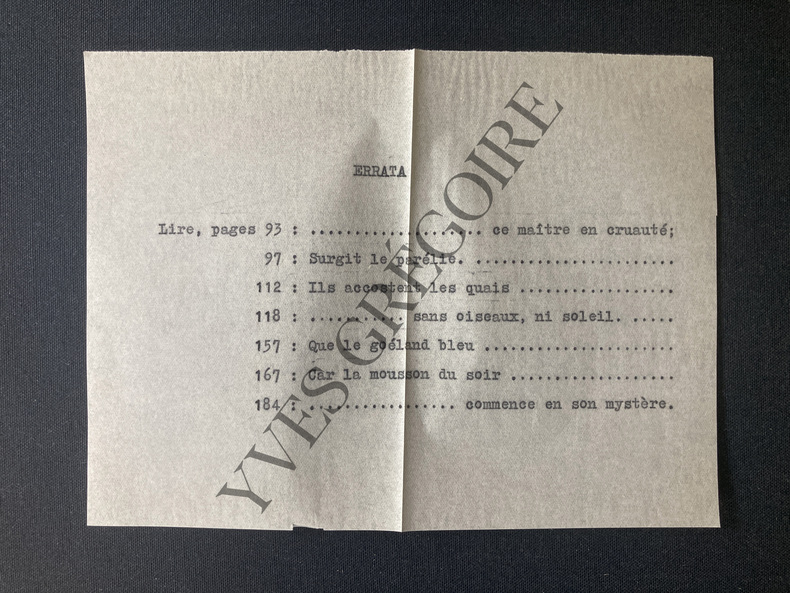 ERRATA
Lire, pages 93 : .................... ce maître en cruauté;
97 : Surgit le parélie. .......................
112 : Ils accostent les quais ..................
118 : ........... sans oiseaux, ni soleil. .....
157 : Que le goéland bleu ......................
167 : Car la mousson du soir ...................
184 : ................. commence en son mystère.
YVES GRÉGOIRE